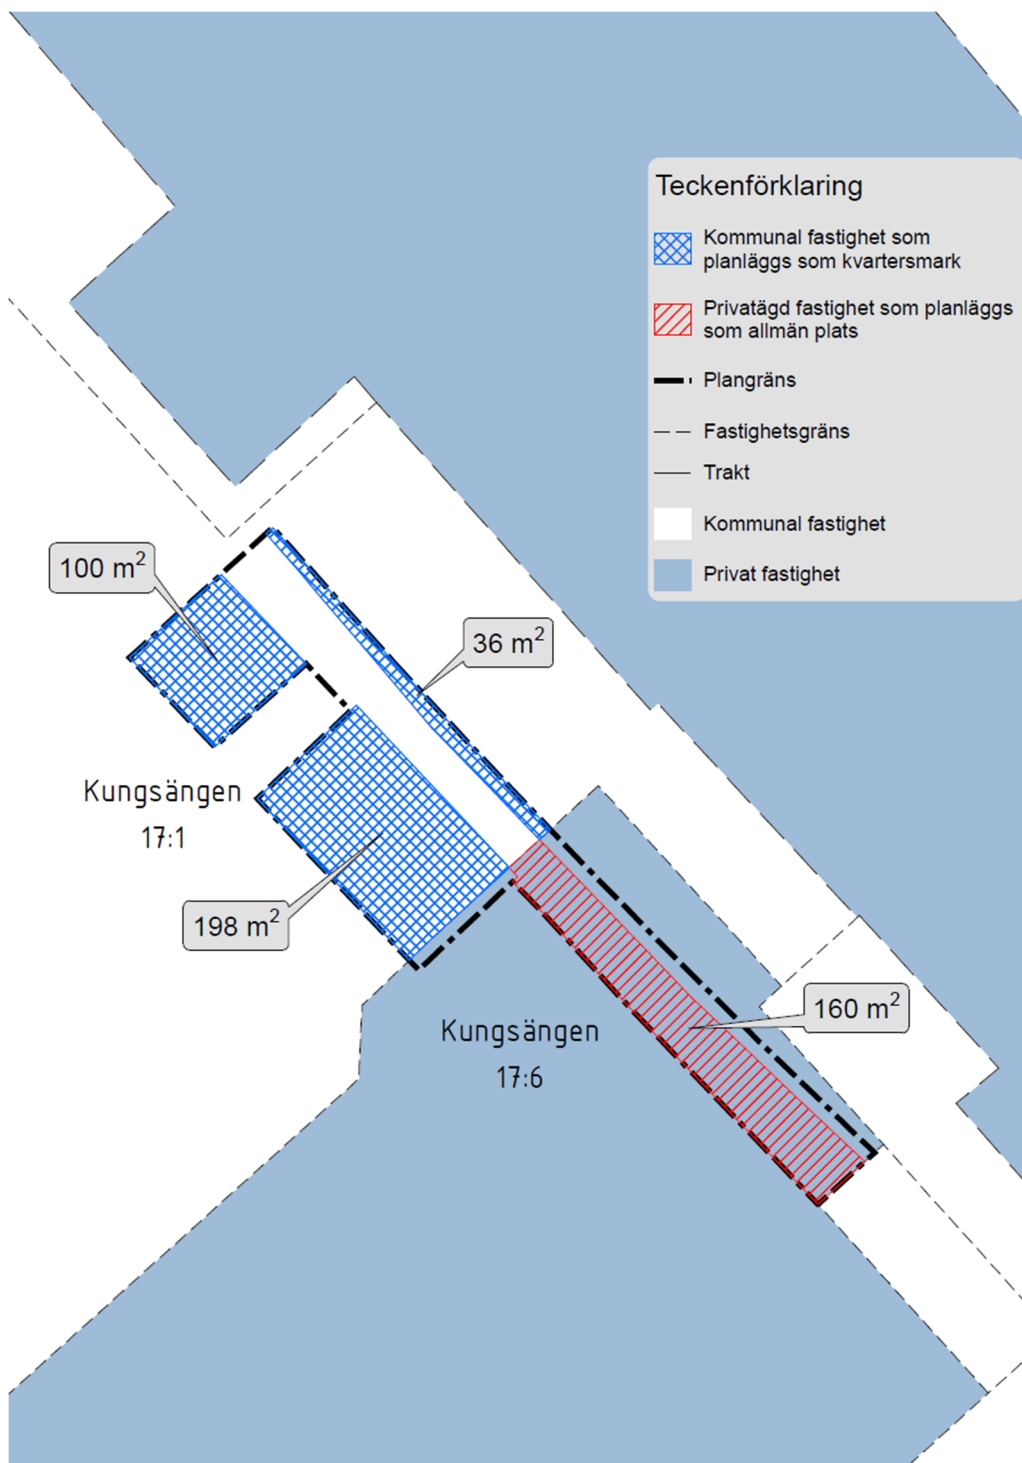 Teckenförklaring
Kommunal fastighet som
planläggs som kvartersmark
Privatägd fastighet som planläggs
som allmän plats
Plangräns
Fastighetsgräns
Trakt
Kommunal fastighet
Privat fastighet
100 m²
36 m²
Kungsängen
17:1
198 m²
160 m²
Kungsängen
17:6